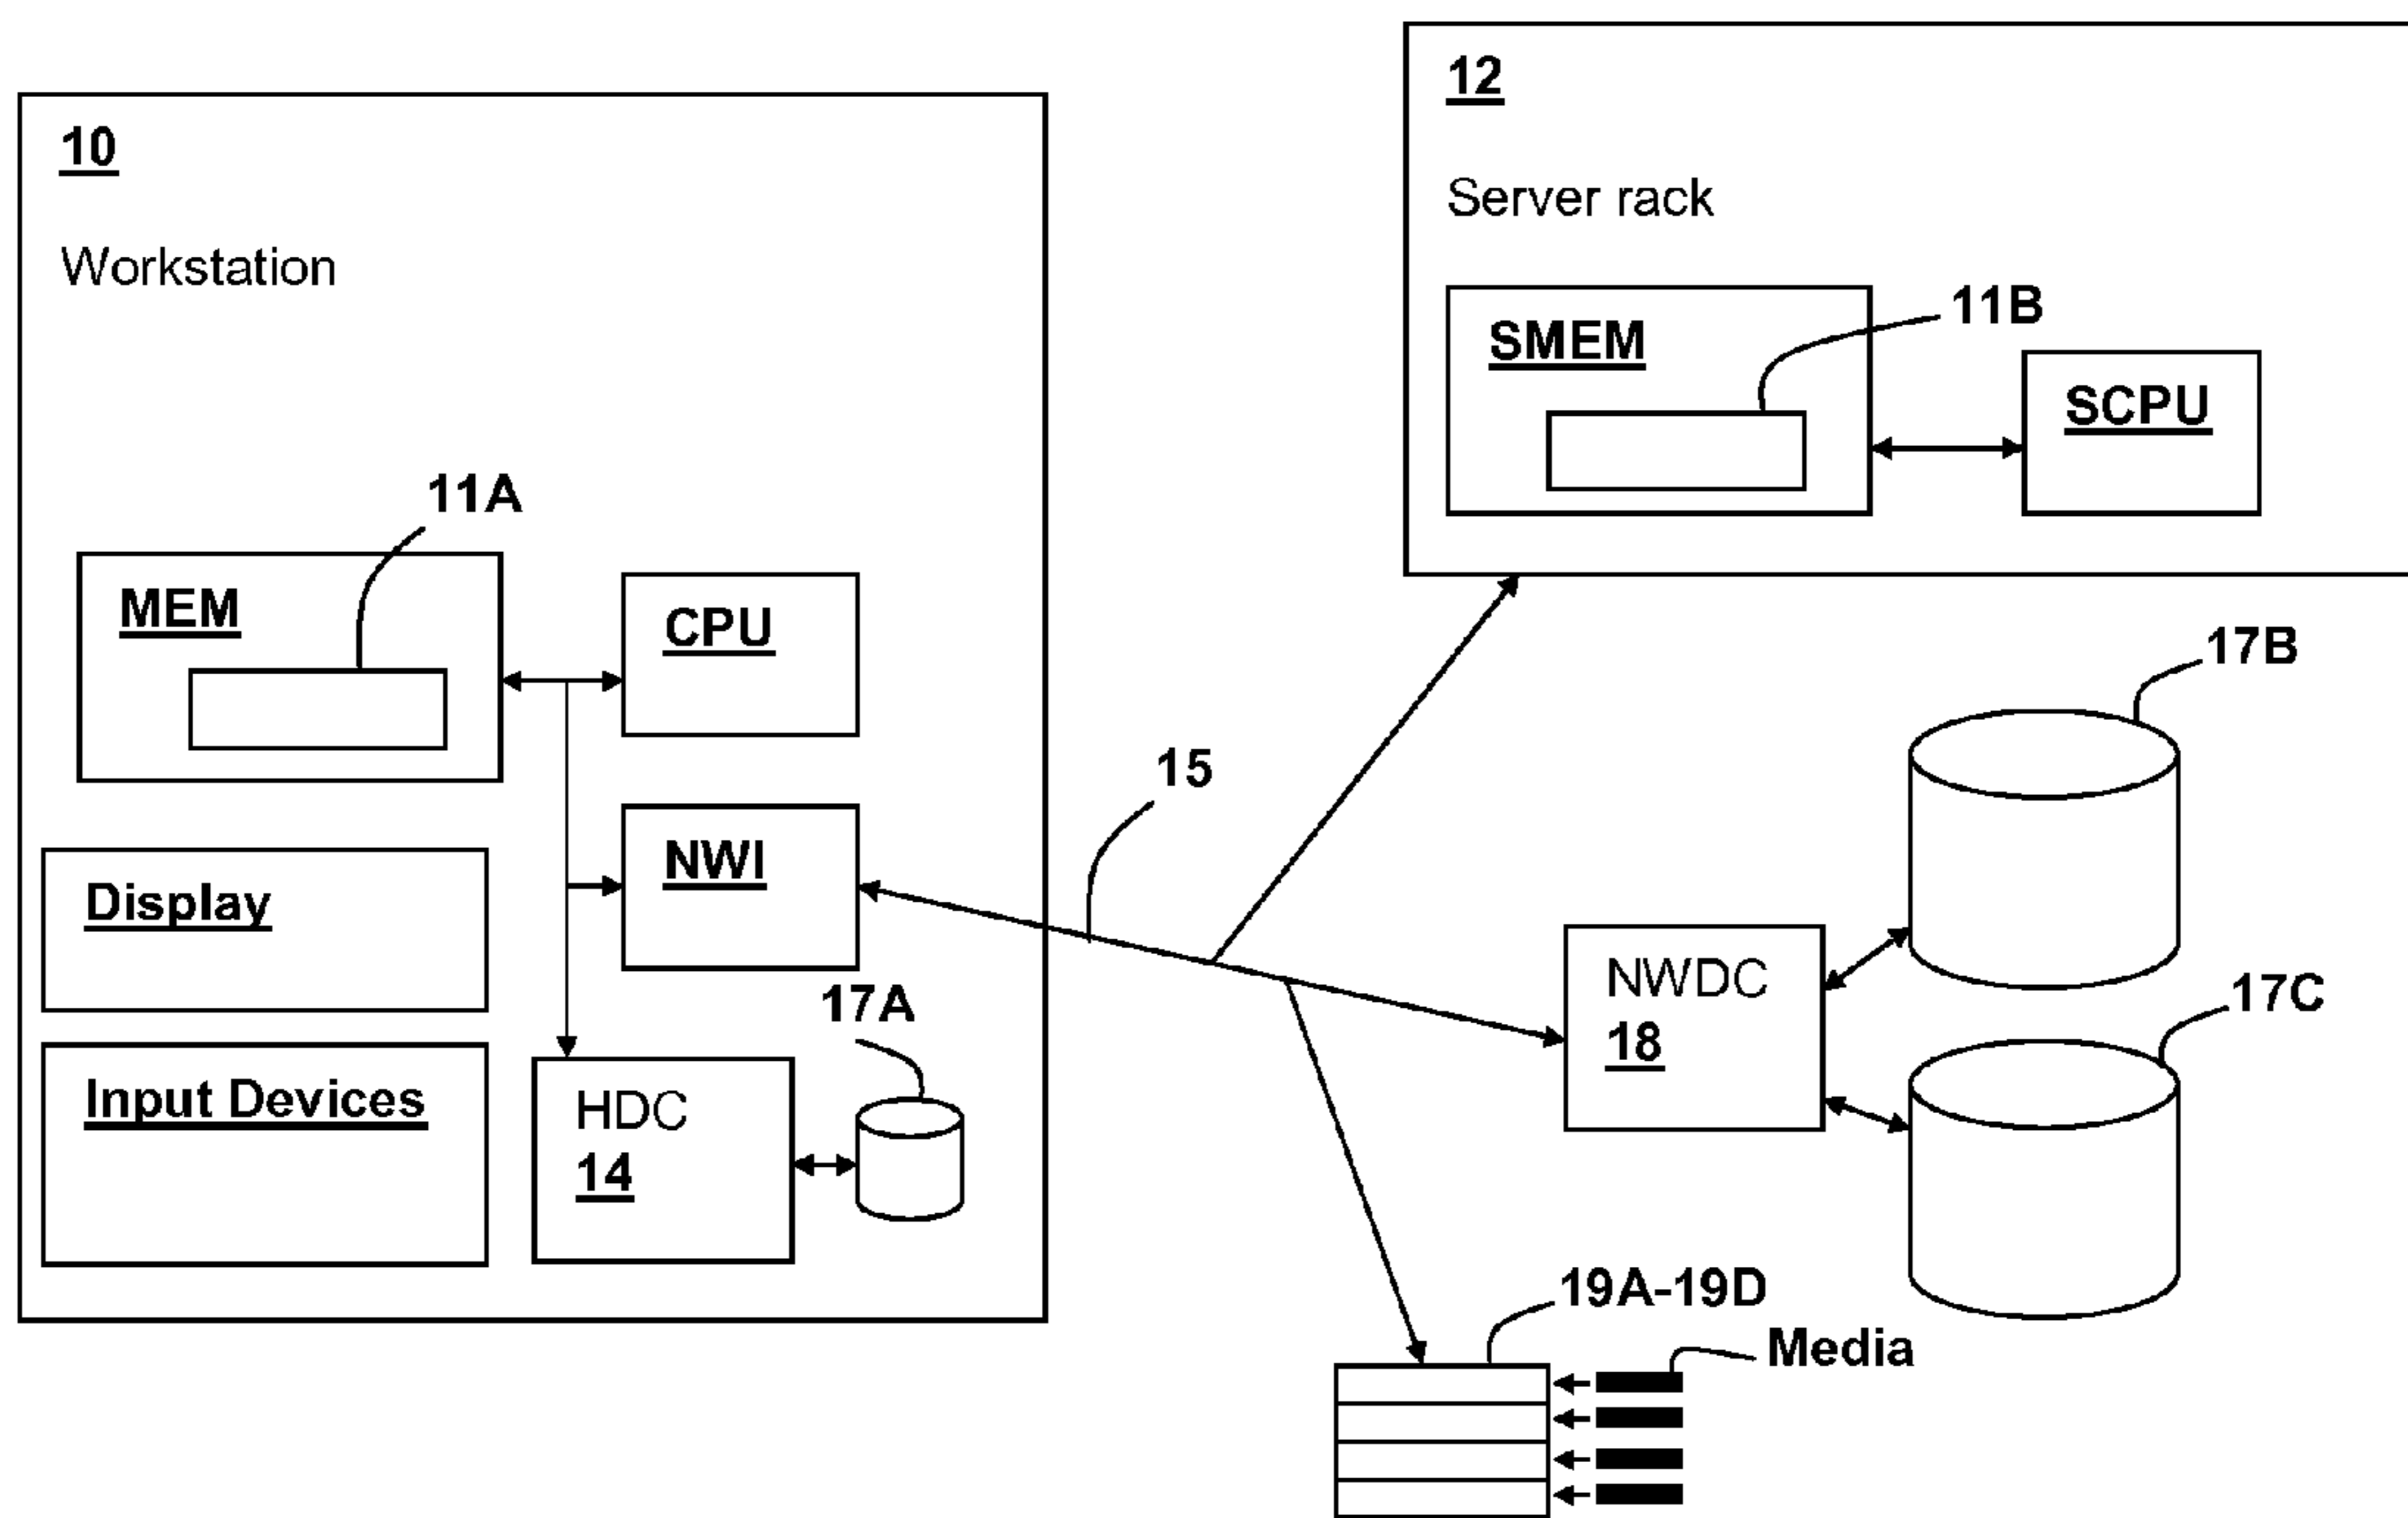 10
Workstation
11A
MEM
CPU
NWI
Display
17A
Input Devices
HDC
14
12
Server rack
11B
SMEM
SCPU
15
17B
NWDC
18
17C
19A-19D
Media